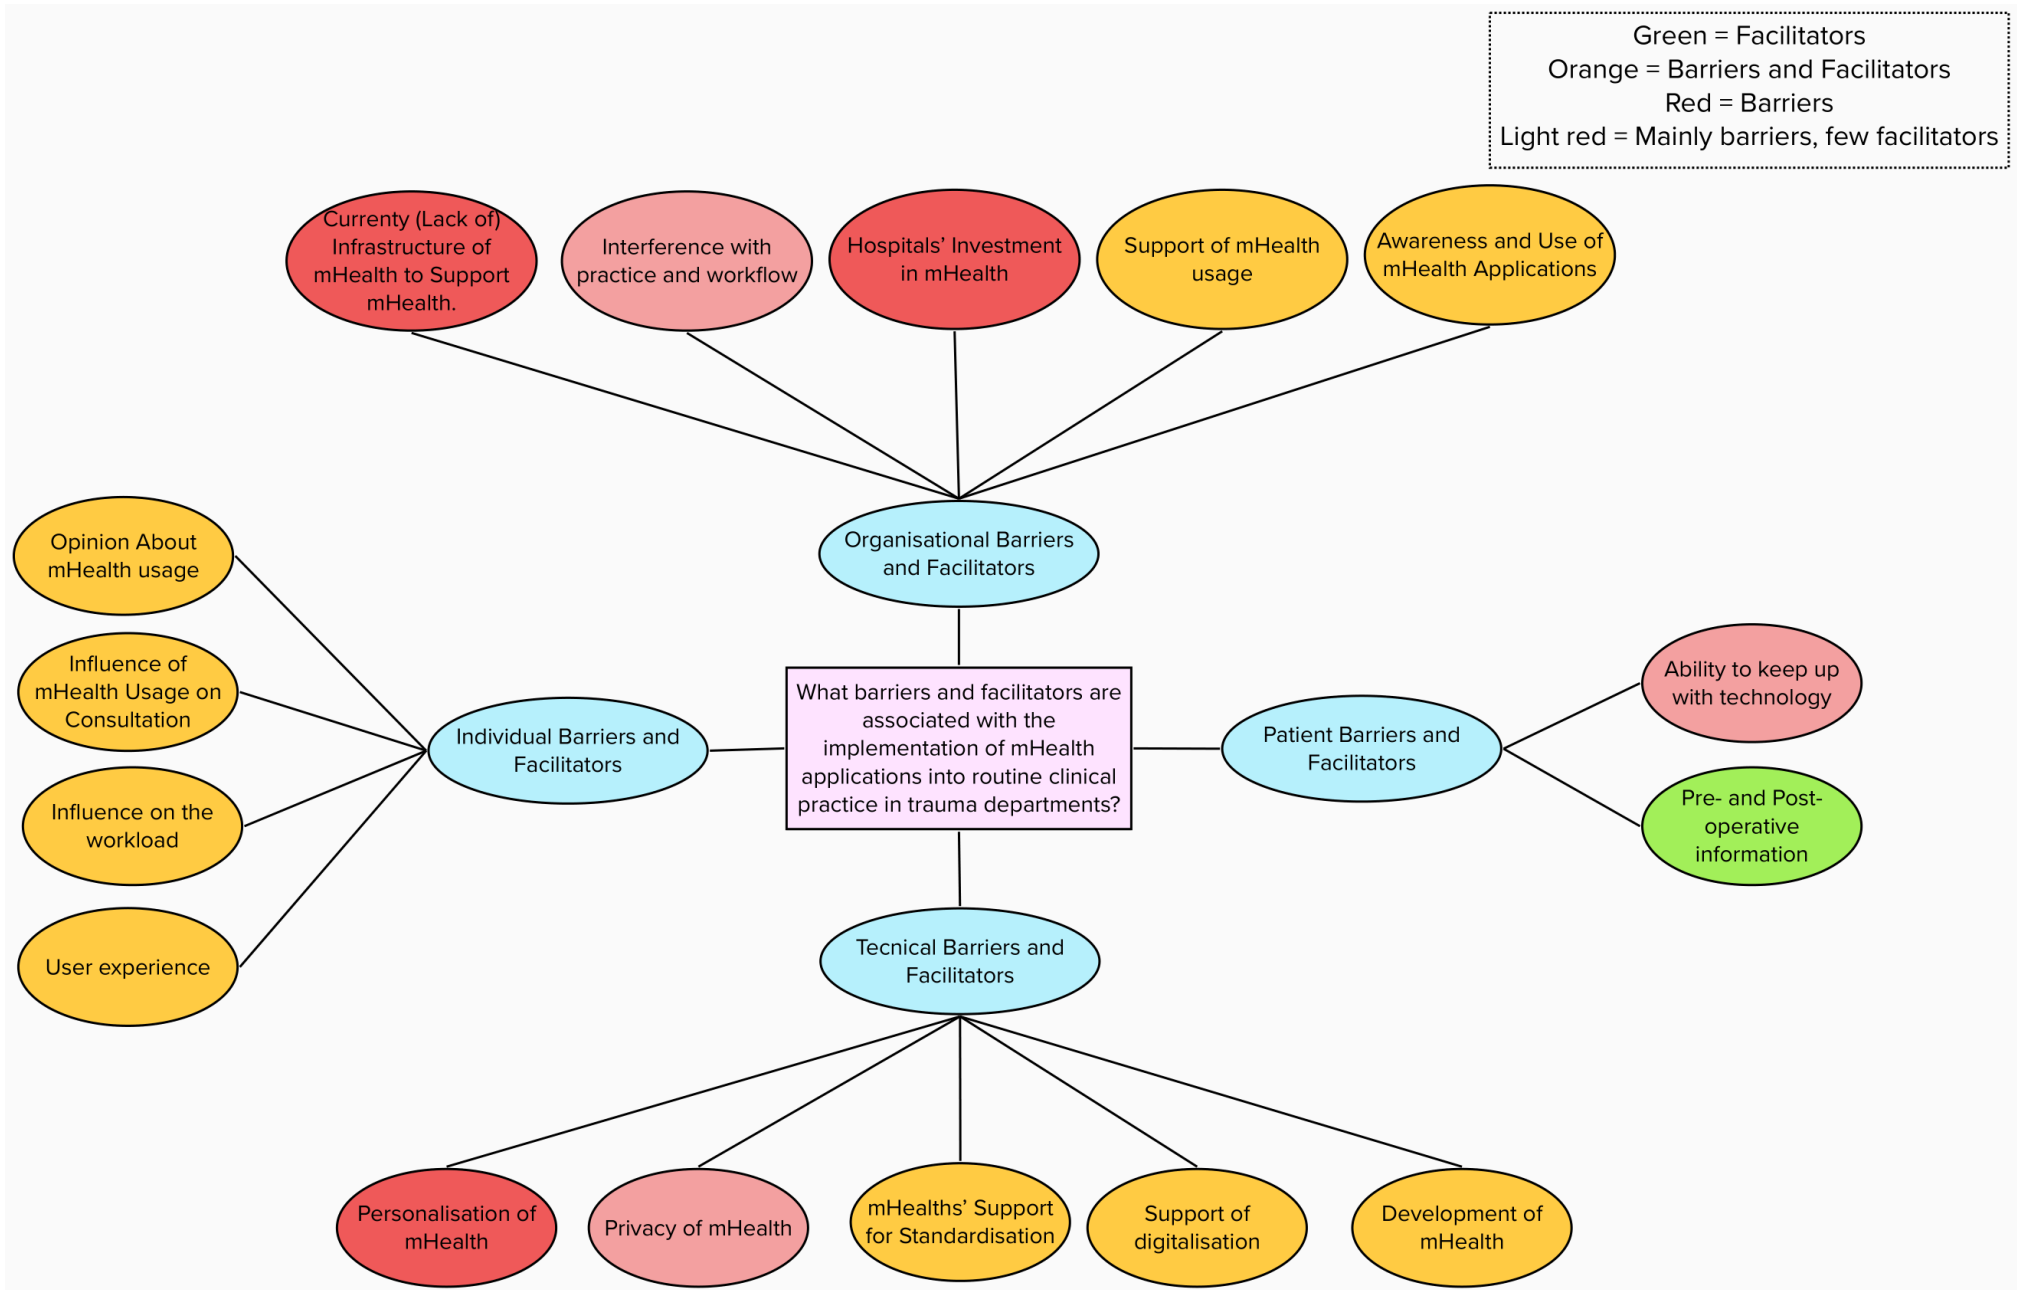 Green = Facilitators
Orange = Barriers and Facilitators
Red = Barriers
Light red = Mainly barriers, few facilitators
Currenty (Lack of)
Infrastructure of
mHealth to Support
mHealth.
Interference with
practice and workflow
Hospitals’ Investment
in mHealth
Support of mHealth
usage
Awareness and Use of
mHealth Applications
Organisational Barriers
and Facilitators
Opinion About
mHealth usage
Influence of
mHealth Usage on
Consultation
Influence on the
workload
User experience
Individual Barriers and
Facilitators
What barriers and facilitators are
associated with the
implementation of mHealth
applications into routine clinical
practice in trauma departments?
Patient Barriers and
Facilitators
Ability to keep up
with technology
Pre- and Post-
operative
information
Tecnical Barriers and
Facilitators
Personalisation of
mHealth
Privacy of mHealth
mHealths’ Support
for Standardisation
Support of
digitalisation
Development of
mHealth